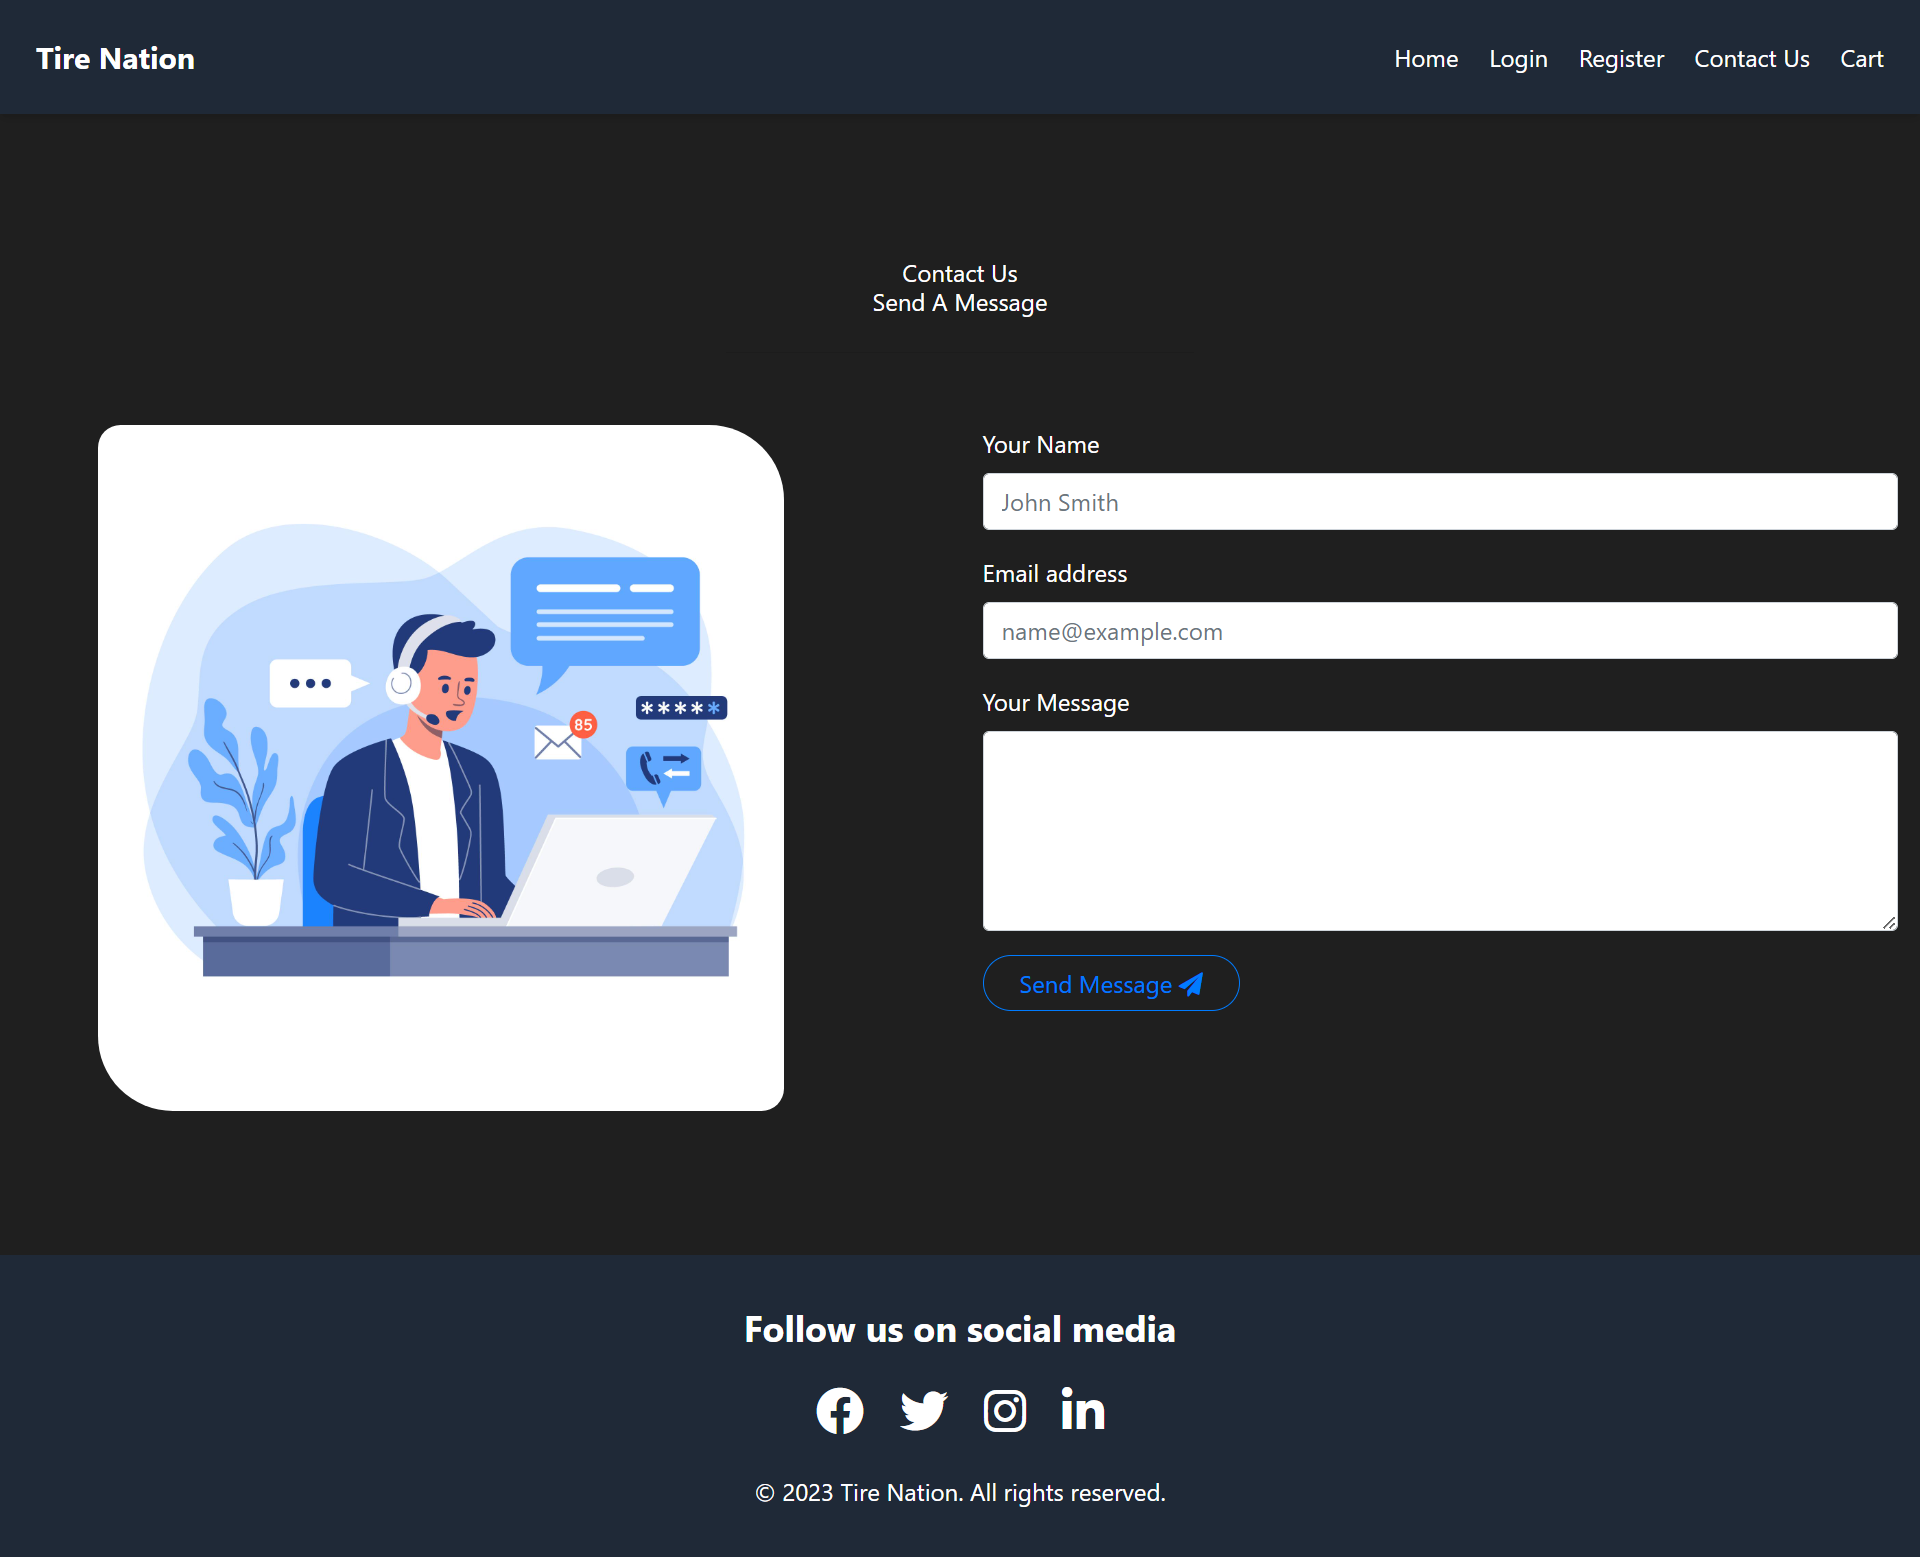 Tire Nation
Home Login Register Contact Us Cart
Contact Us
Send A Message
Your Name
John Smith
Email address
name@example.com
85
*****
Your Message
Send Message
Follow us on social media
© 2023 Tire Nation. All rights reserved.